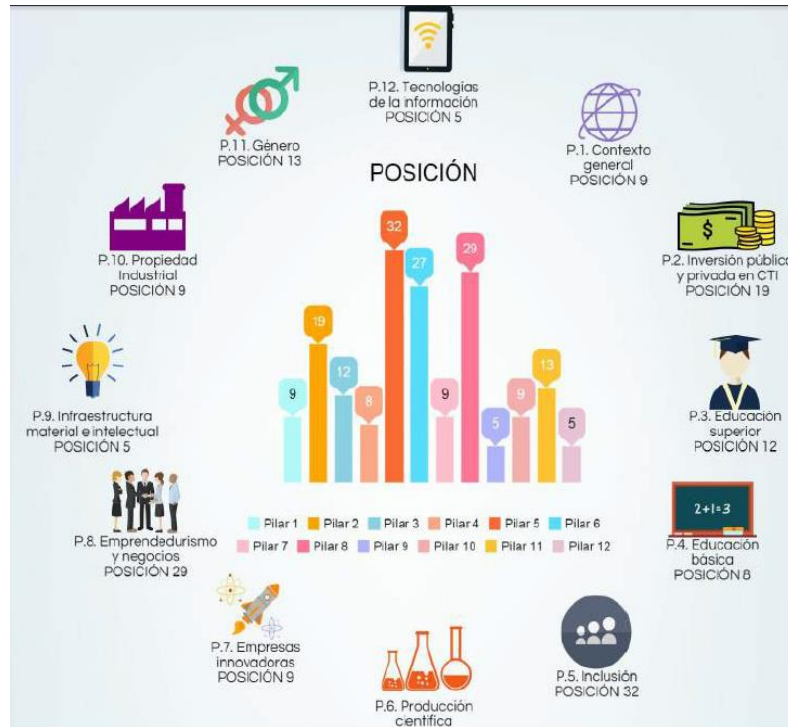 P.12. Tecnologías
de la información
POSICIÓN 5
P.11. Género
POSICIÓN 13
P.1. Contexto
general
POSICIÓN 9
POSICIÓN
P.10. Propiedad
Industrial
POSICIÓN 9
$
P.2. Inversión pública
y privada en CTI
POSICIÓN 19
32
29
27
19
13
12
9
8
9
5
9
5
P.9. Infraestructura
material e intelectual
POSICIÓN 5
P.3. Educación
superior
POSICIÓN 12
P.8. Emprendedurismo
y negocios
POSICIÓN 29
2+1=3
P.4. Educación
básica
POSICIÓN 8
Pilar 1 Pilar 2 Pilar 3 Pilar 4 Pilar 5 Pilar 6
Pilar 7 Pilar 8 Pilar 9 Pilar 10 Pilar 11 Pilar 12
P.7. Empresas
innovadoras
POSICIÓN 9
P.6. Producción
científica
P.5. Inclusión
POSICIÓN 32